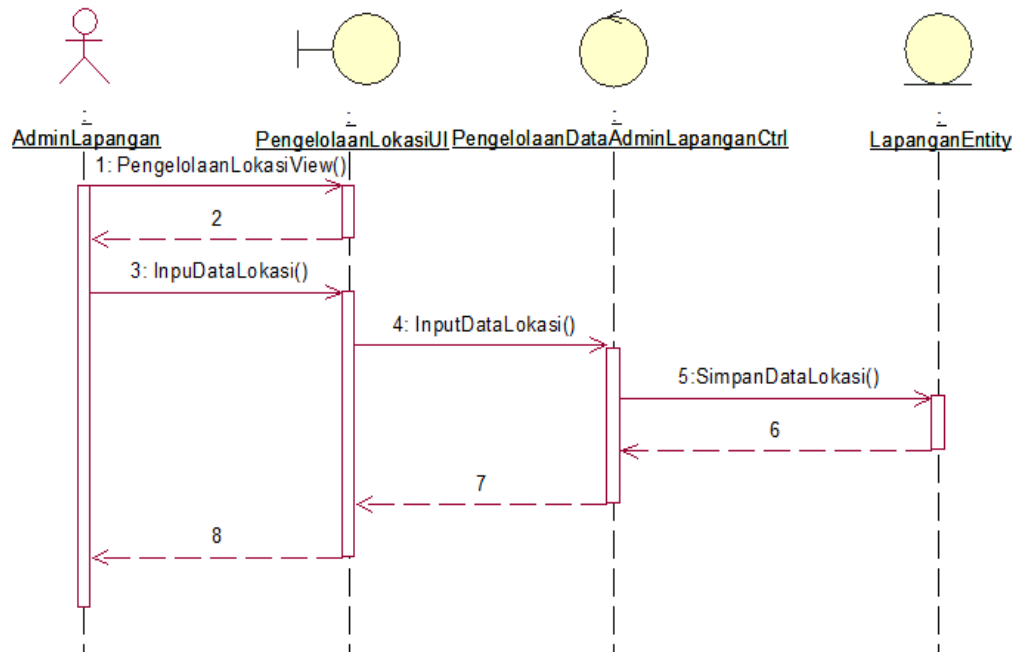 :
AdminLapangan
:
PengelolaanLokasiUI
:
PengelolaanDataAdminLapanganCtrl
:
LapanganEntity
1: PengelolaanLokasiView()
2
3: InpuDataLokasi()
4: InputDataLokasi()
5:SimpanDataLokasi()
6
7
8